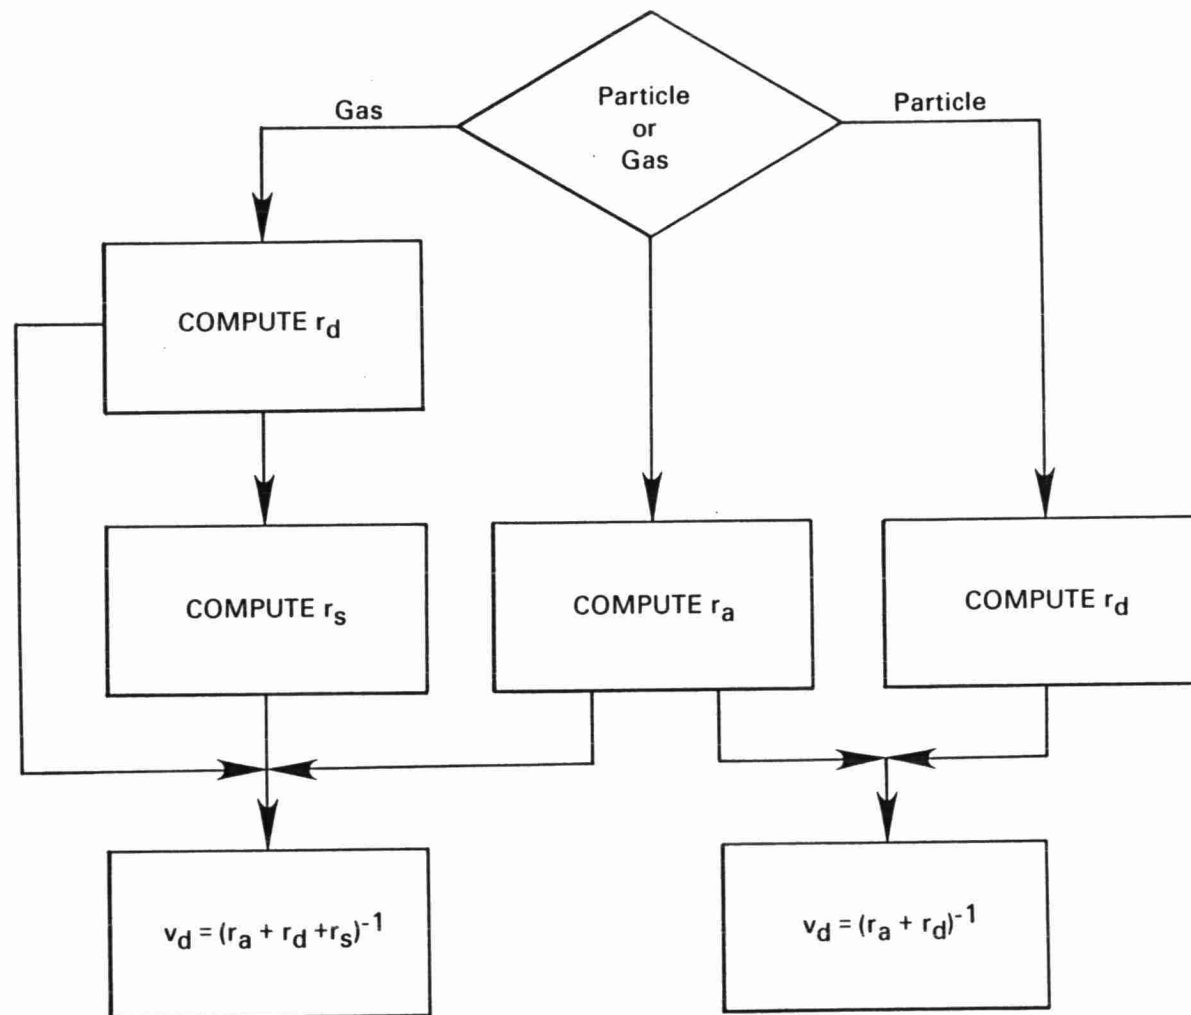 Particle
or
Gas
Gas
Particle
COMPUTE r_d
COMPUTE r_s
COMPUTE r_a
COMPUTE r_d
v_d = (r_a + r_d +r_s)^-1
v_d = (r_a + r_d)^-1